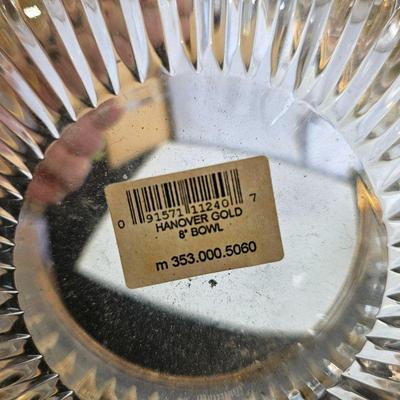 0 91571 11240 7
HANOVER GOLD
8" BOWL
m 353.000.5060